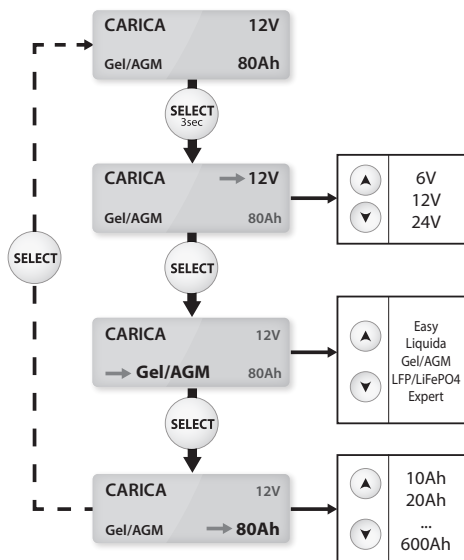 CARICA 12V
Gel/AGM 80Ah
SELECT
3sec
CARICA 12V
Gel/AGM 80Ah
6V
12V
24V
SELECT
SELECT
CARICA 12V
Gel/AGM 80Ah
Easy
Liquida
Gel/AGM
LFP/LiFePO4
Expert
SELECT
CARICA 12V
Gel/AGM 80Ah
10Ah
20Ah
...
600Ah